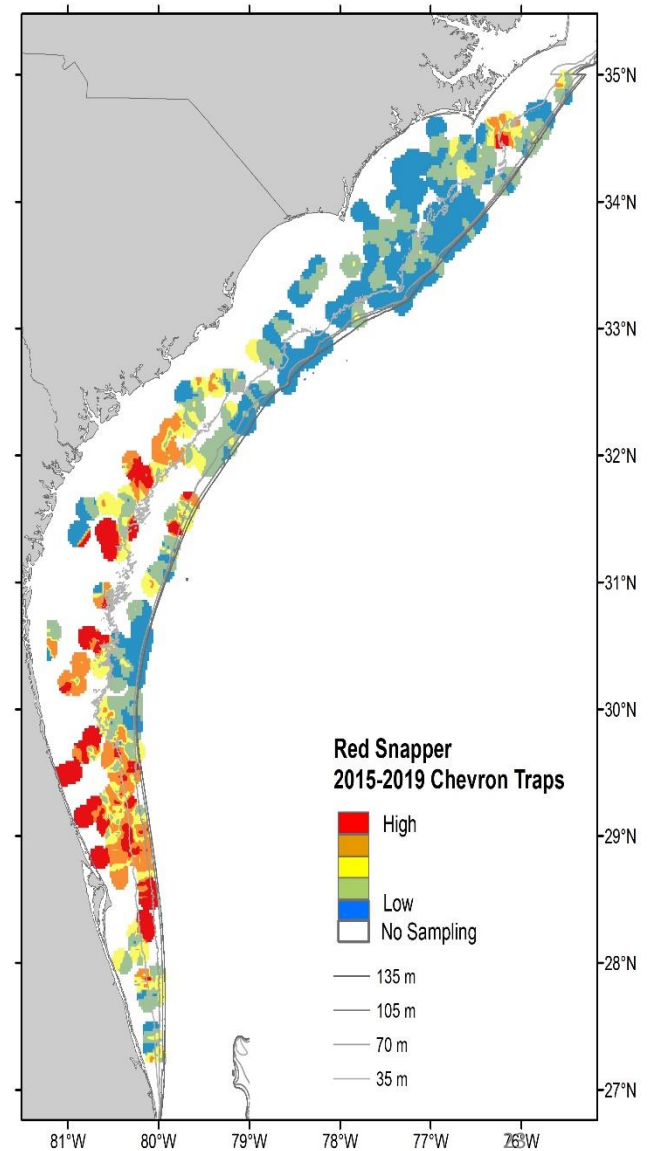 35°N
34°N
33°N
32°N
31°N
30°N
29°N
28°N
27°N
Red Snapper
2015-2019 Chevron Traps
High
Low
No Sampling
135 m
105 m
70 m
35 m
81°W 80°W 79°W 78°W 77°W 76°W
23